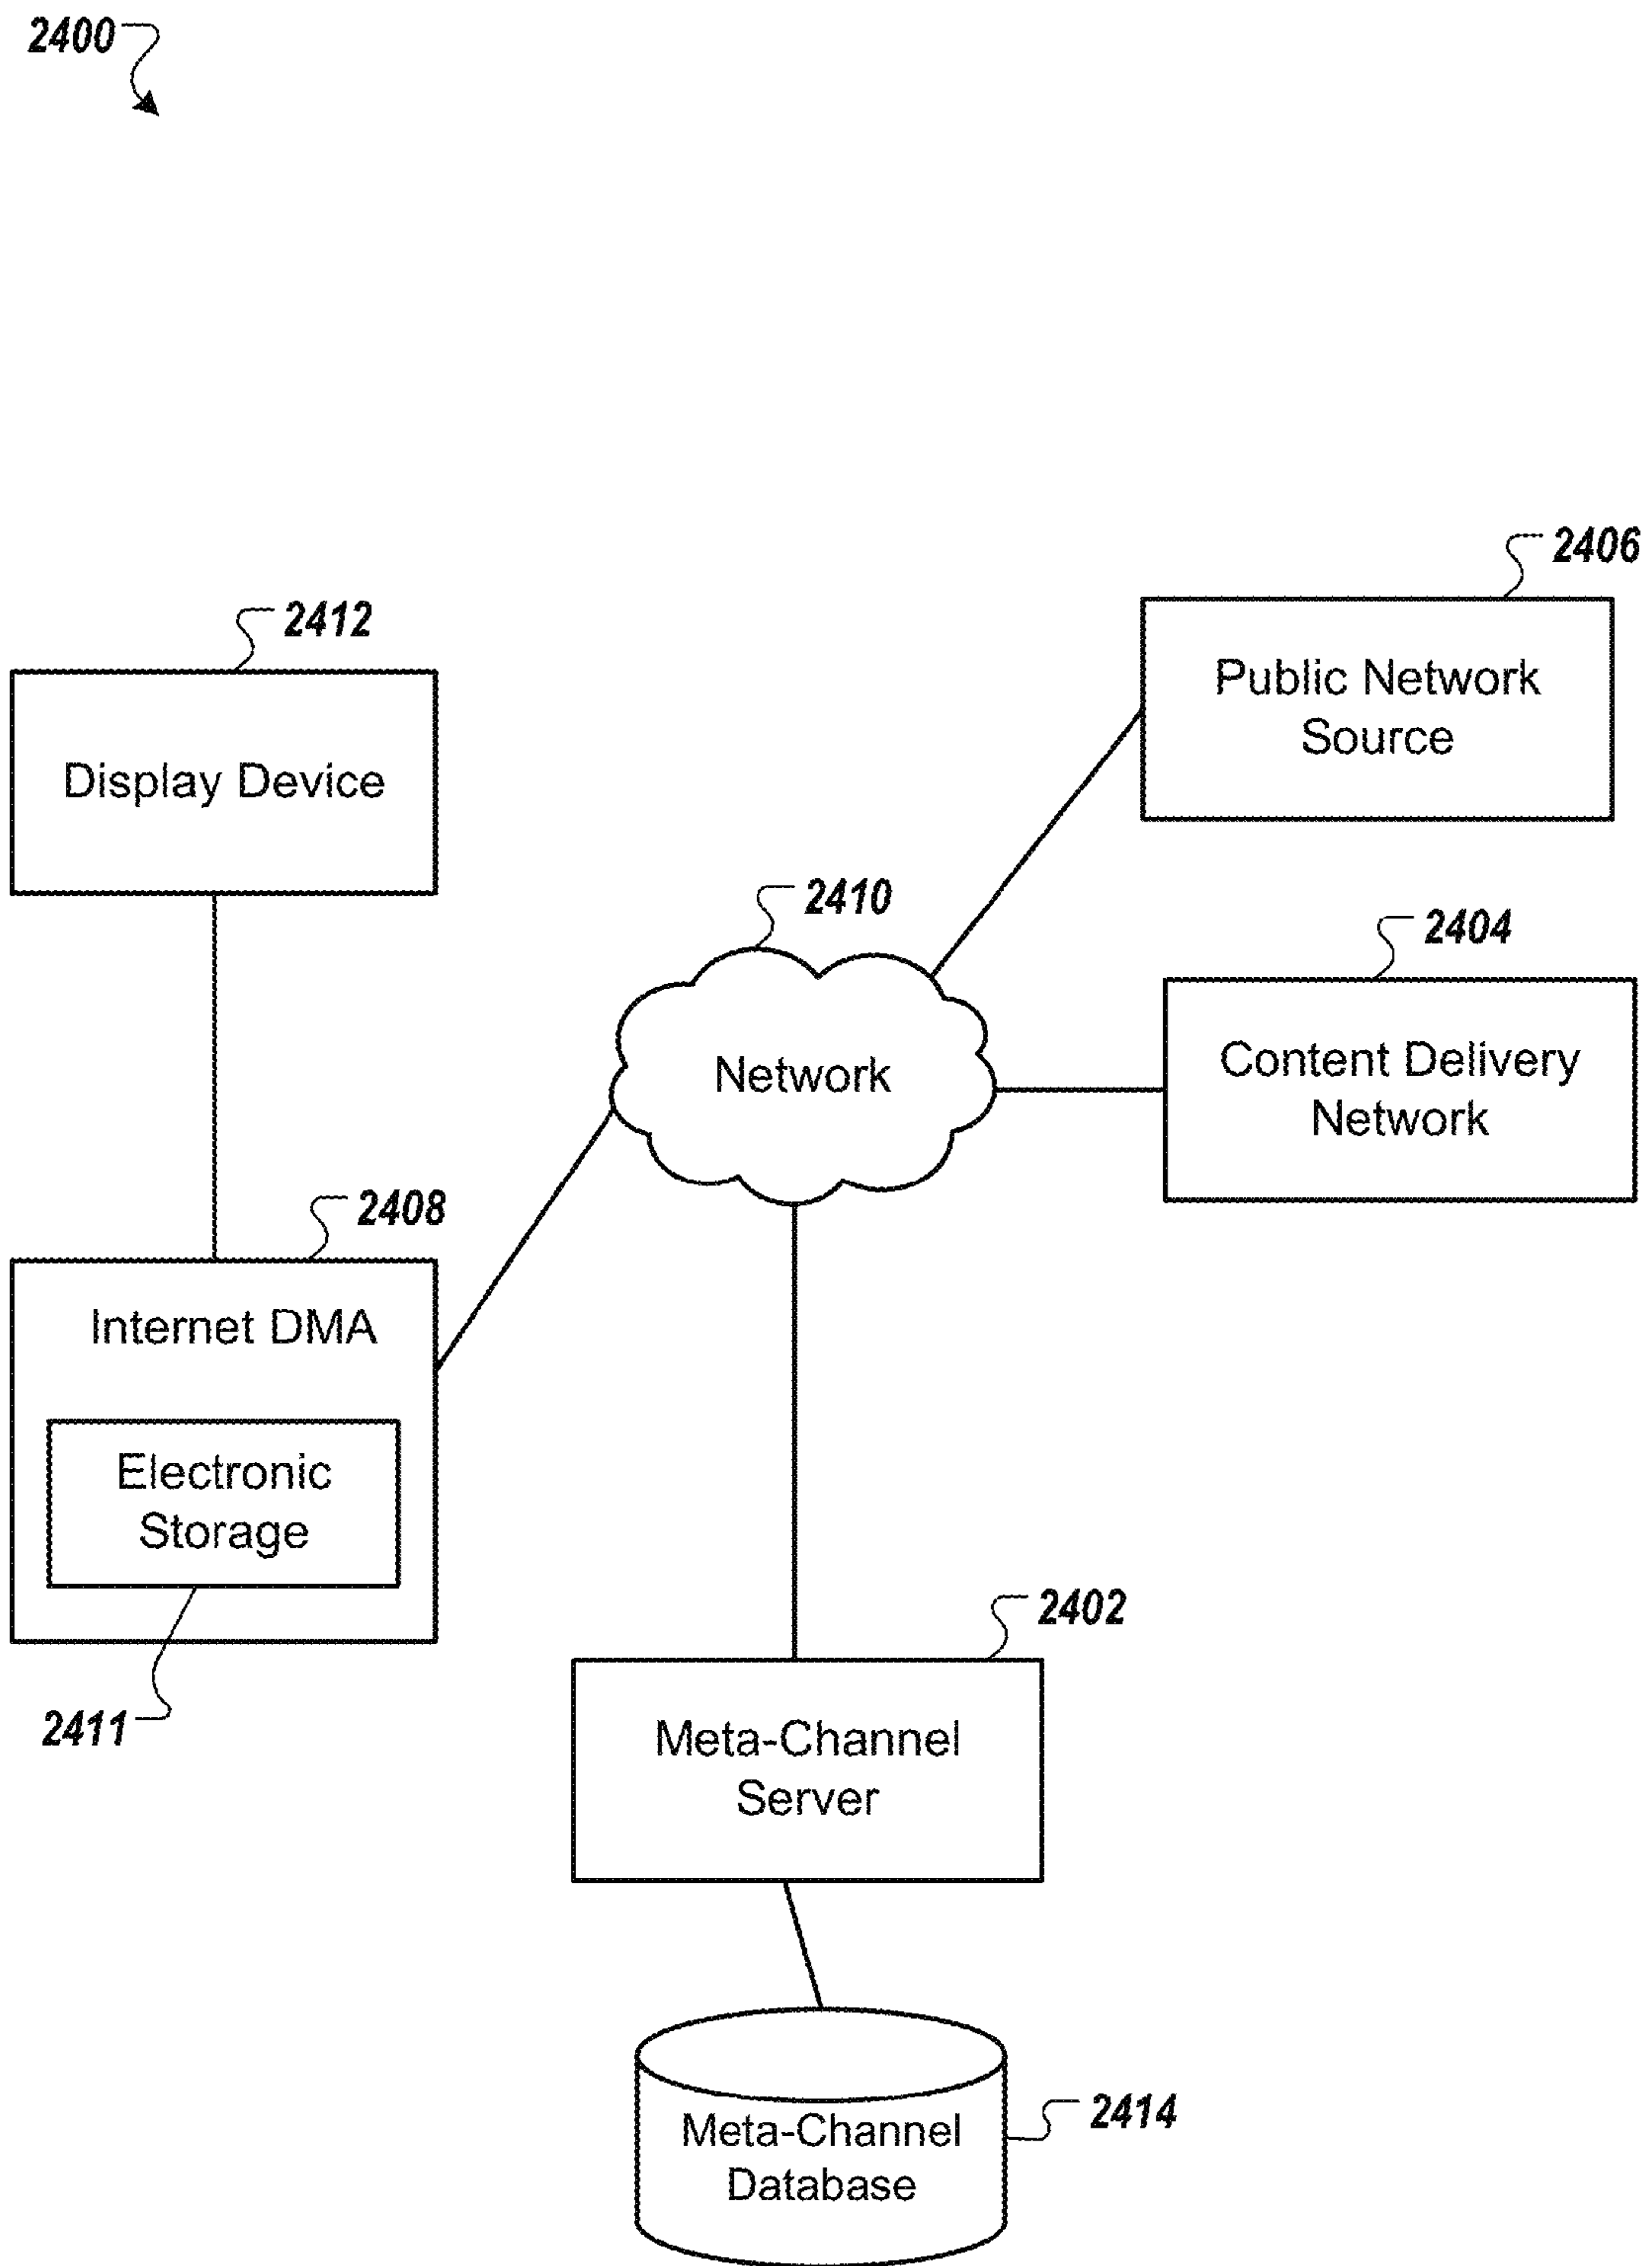 2400
2406
Public Network
Source
2412
Display Device
2410
Network
2404
Content Delivery
Network
2408
Internet DMA
Electronic
Storage
2411
2402
Meta-Channel
Server
2414
Meta-Channel
Database